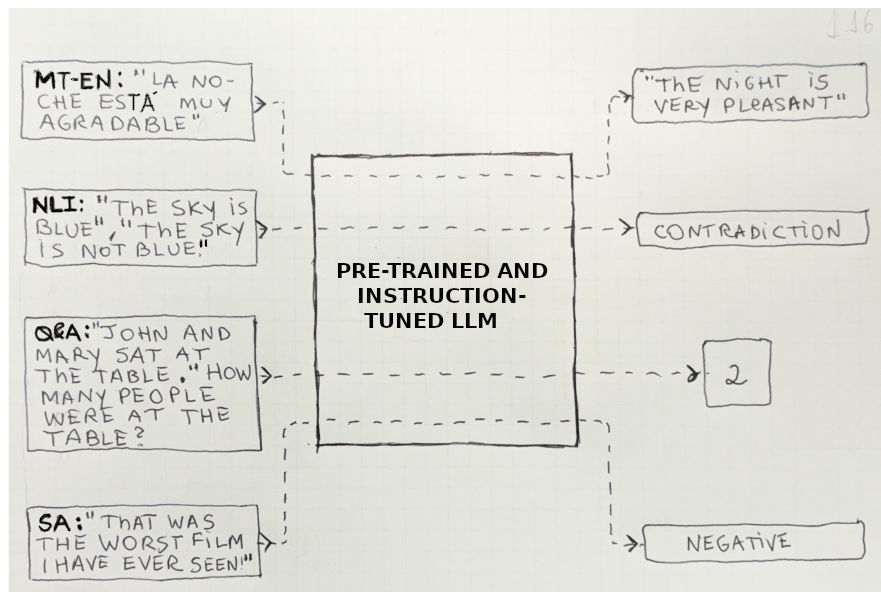 116
MT-EN: "LA NO-
CHE ESTÁ MUY
AGRADABLE"
"THE NIGHT IS
VERY PLEASANT"
NLI: "THE SKY IS
BLUE", "THE SKY
IS NOT BLUE."
CONTRADICTION
PRE-TRAINED AND
INSTRUCTION-
TUNED LLM
Q&A: "JOHN AND
MARY SAT AT
THE TABLE." HOW
MANY PEOPLE
WERE AT THE
TABLE?
2
SA: "THAT WAS
THE WORST FILM
I HAVE EVER SEEN!"
NEGATIVE